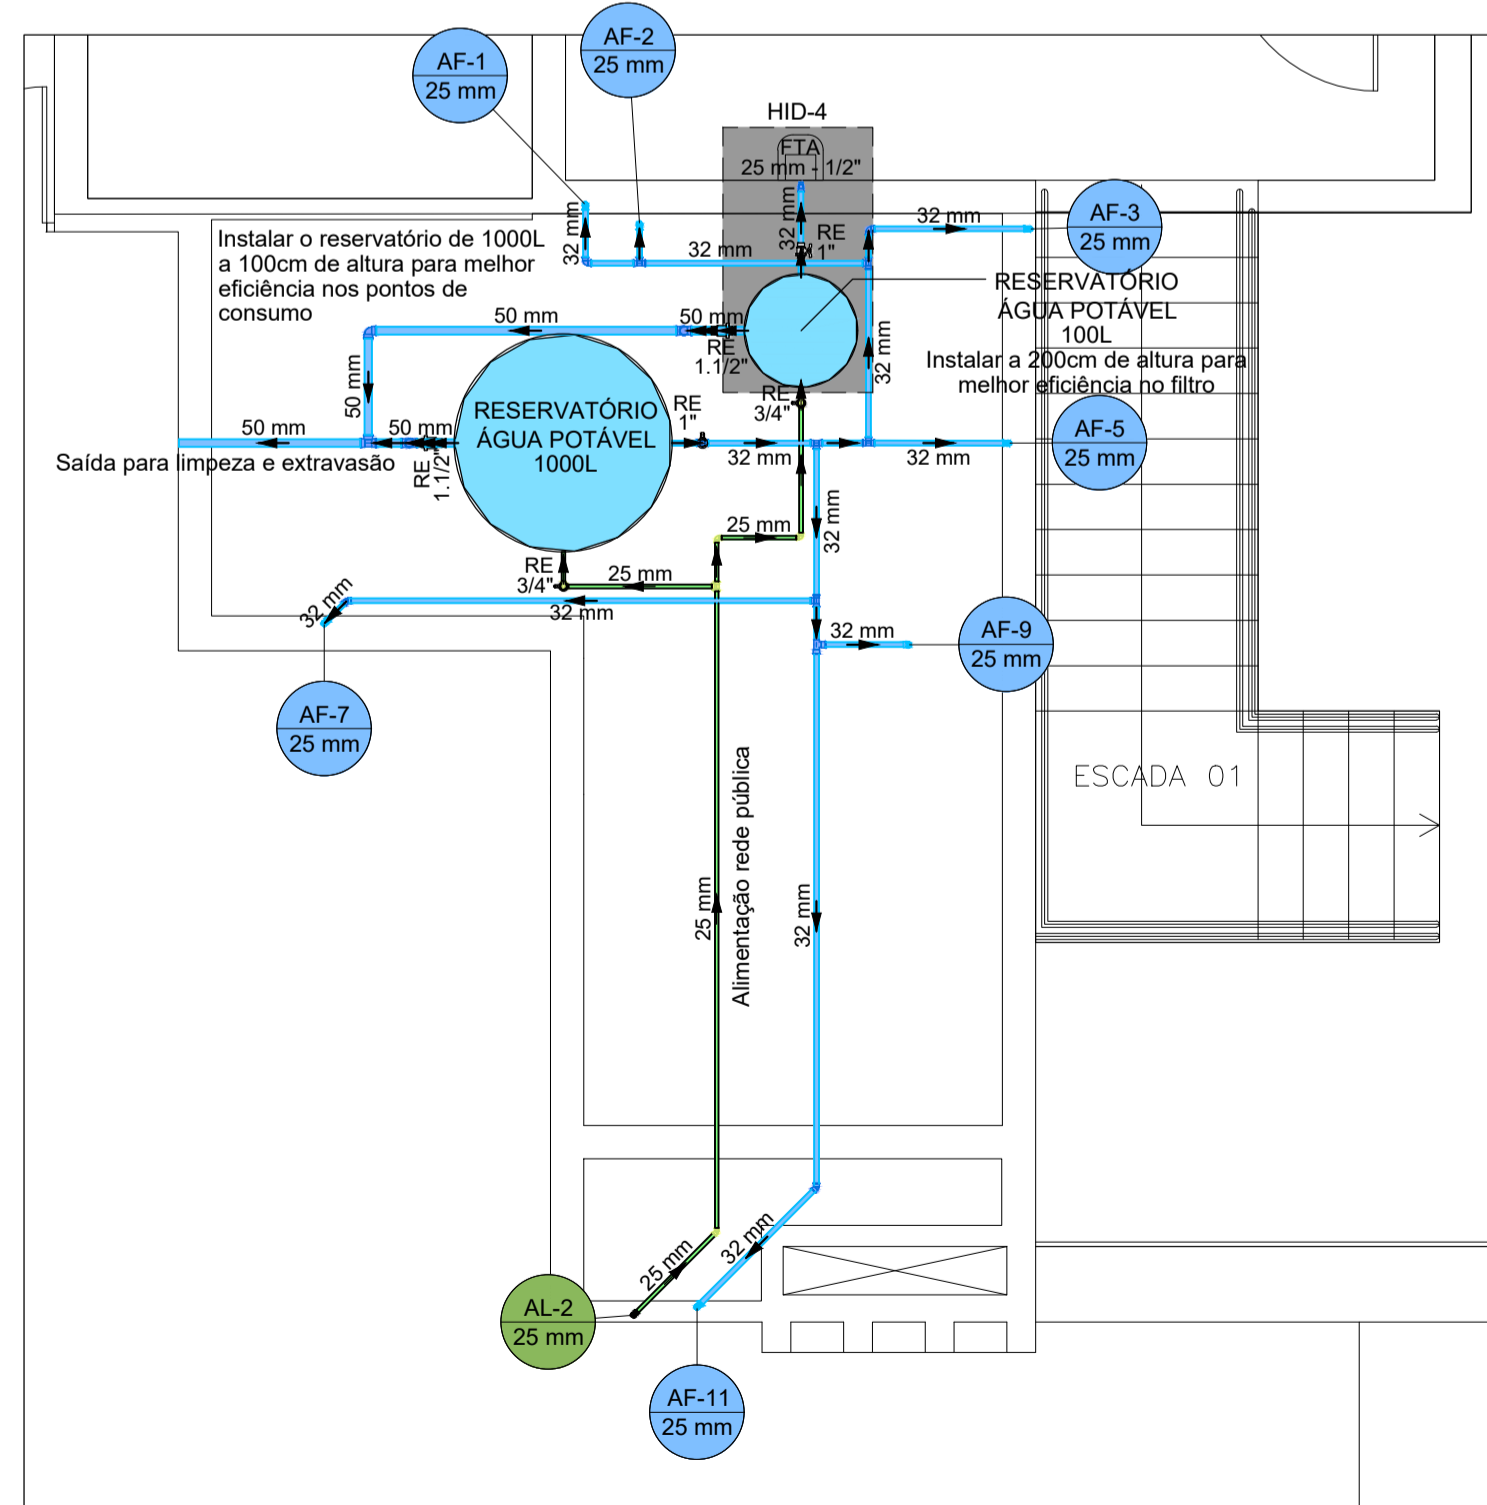 AF-1
25 mm
AF-2
25 mm
HID-4
FTA
25 mm - 1/2"
32 mm
AF-3
25 mm
32 mm
32 mm
RE
1"
32 mm
Instalar o reservatório de 1000L
a 100cm de altura para melhor
eficiência nos pontos de
consumo
RESERVATÓRIO
ÁGUA POTÁVEL
100L
Instalar a 200cm de altura para
melhor eficiência no filtro
50 mm
50 mm
RE
1.1/2"
32 mm
50 mm
RE
3/4"
RE
1"
RESERVATÓRIO
ÁGUA POTÁVEL
1000L
50 mm
50 mm
RE
1.1/2"
Saída para limpeza e extravasão
32 mm
32 mm
AF-5
25 mm
25 mm
32 mm
RE
3/4"
25 mm
32 mm
32 mm
32 mm
AF-9
25 mm
AF-7
25 mm
ESCADA 01
Alimentação rede pública
25 mm
32 mm
25 mm
32 mm
AL-2
25 mm
AF-11
25 mm